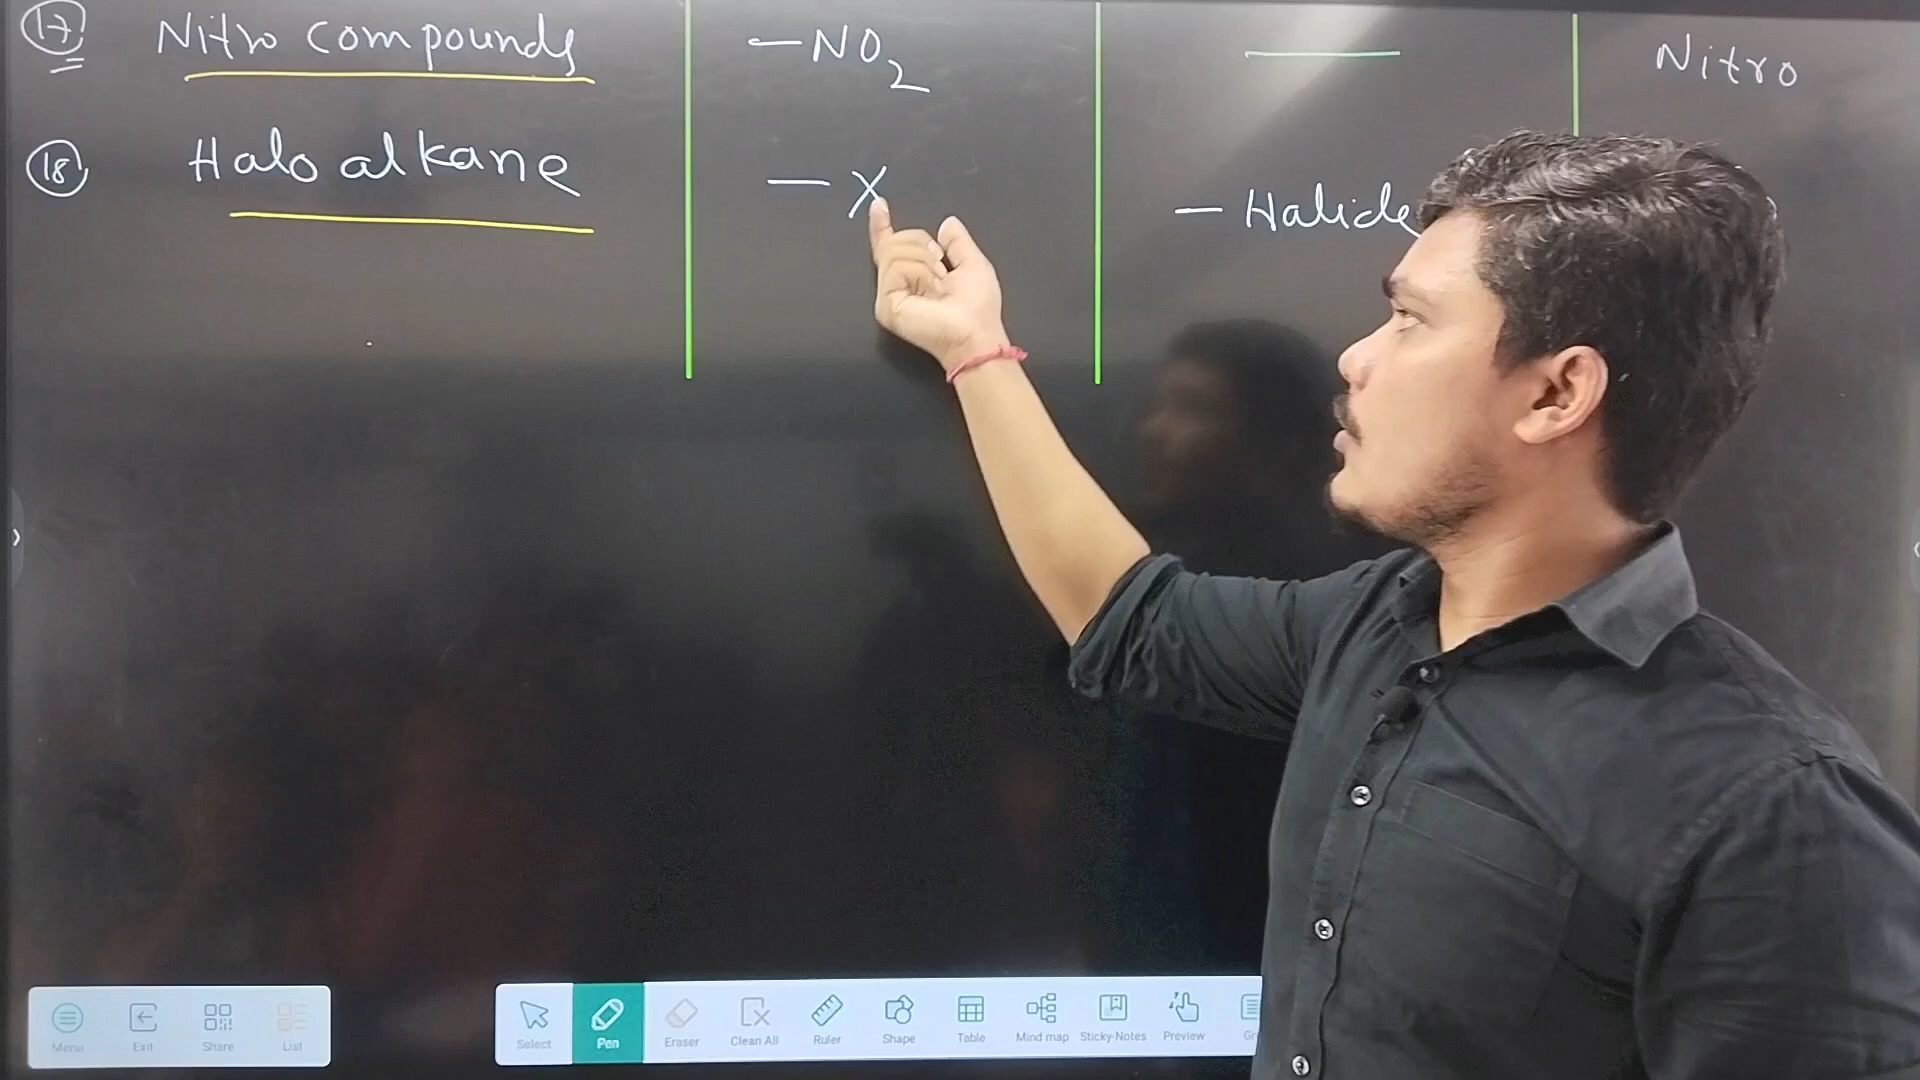 17 Nitro compounds -NO2 — Nitro
18 Haloalkane -X - Halide
Menu Exit Share List
Select Pen Eraser Clean All Ruler Shape Table Mind map Sticky-Notes Preview